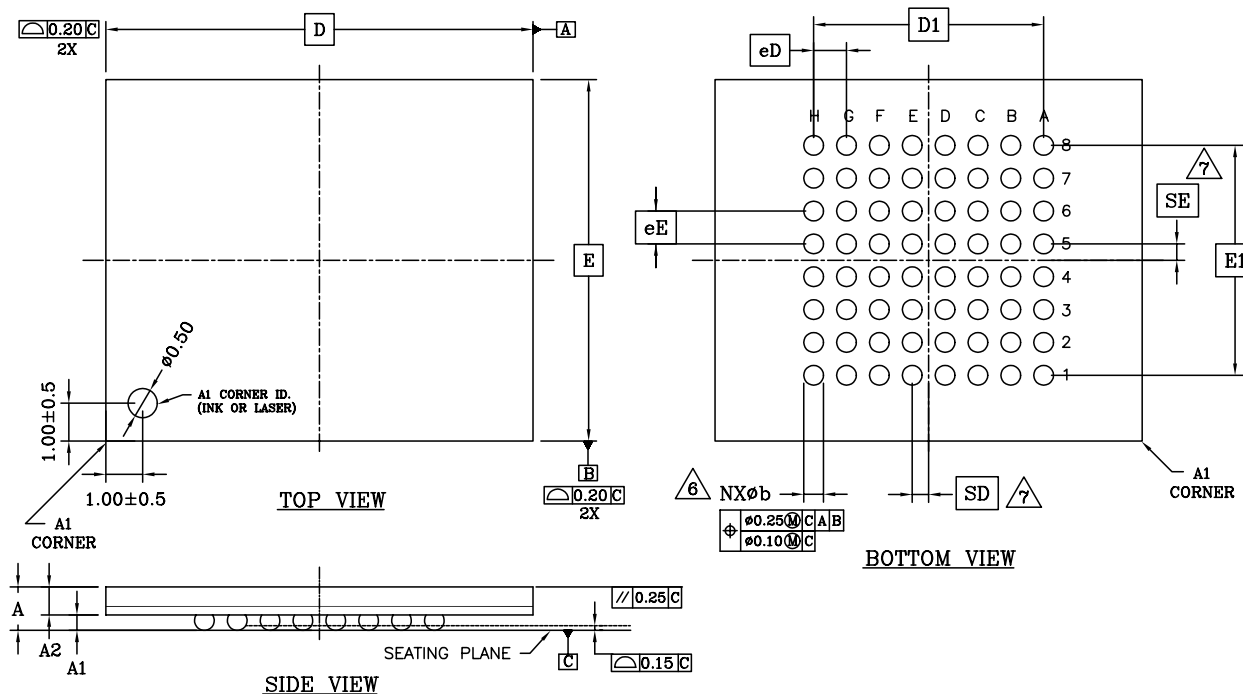 ⌓ 0.20 C
2X
D
A
E
ø0.50
A1 CORNER ID.
(INK OR LASER)
1.00±0.5
1.00±0.5
B
⌓ 0.20 C
2X
TOP VIEW
A1
CORNER
D1
eD
H G F E D C B A
8
7
6
5
4
3
2
1
7
SE
eE
E1
6
NXøb
⌖ ø0.25 Ⓜ C A B
ø0.10 Ⓜ C
SD
7
A1
CORNER
BOTTOM VIEW
A
A2
A1
// 0.25 C
SEATING PLANE
C
⌓ 0.15 C
SIDE VIEW